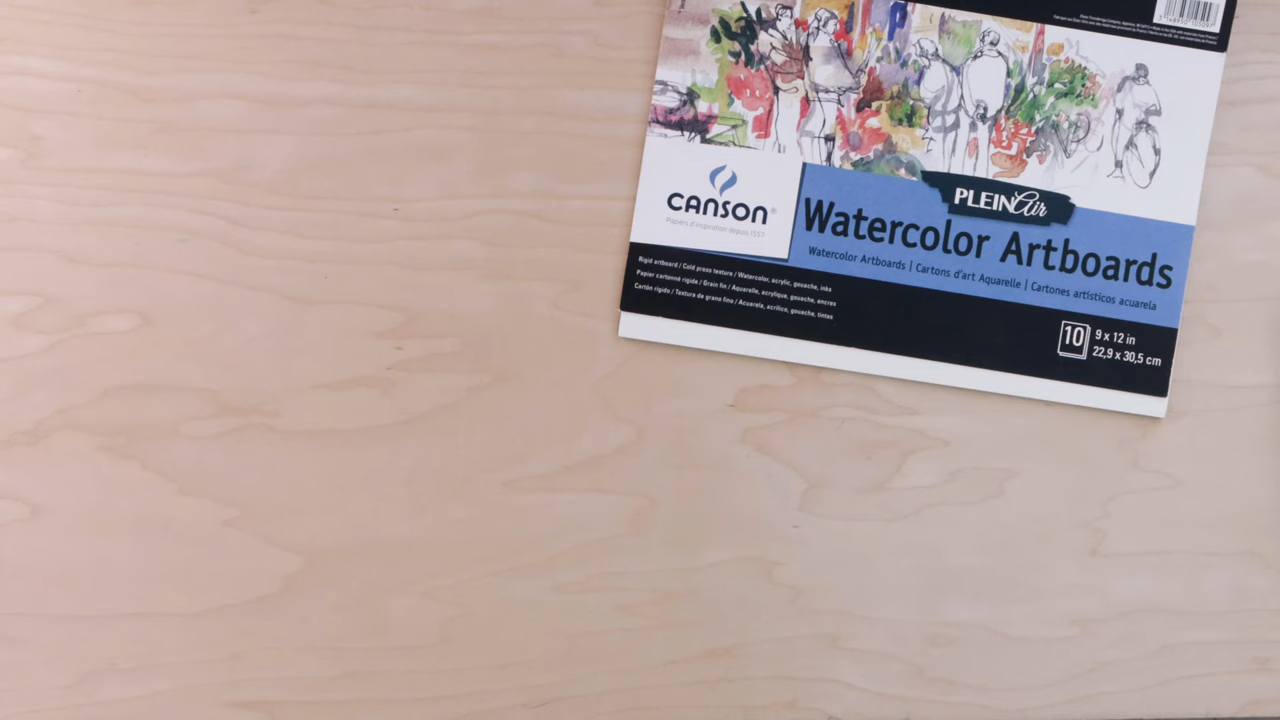 CANSON®
Papiers d'inspiration depuis 1557
PLEIN Air
Watercolor Artboards
Watercolor Artboards | Cartons d'art Aquarelle | Cartones artísticos acuarela
Rigid artboard / Cold press texture / Watercolor, acrylic, gouache, inks
Papier cartonné rigide / Grain fin / Aquarelle, acrylique, gouache, encres
Cartón rígido / Textura de grano fino / Acuarela, acrílico, gouache, tintas
10
9 x 12 in
22,9 x 30,5 cm